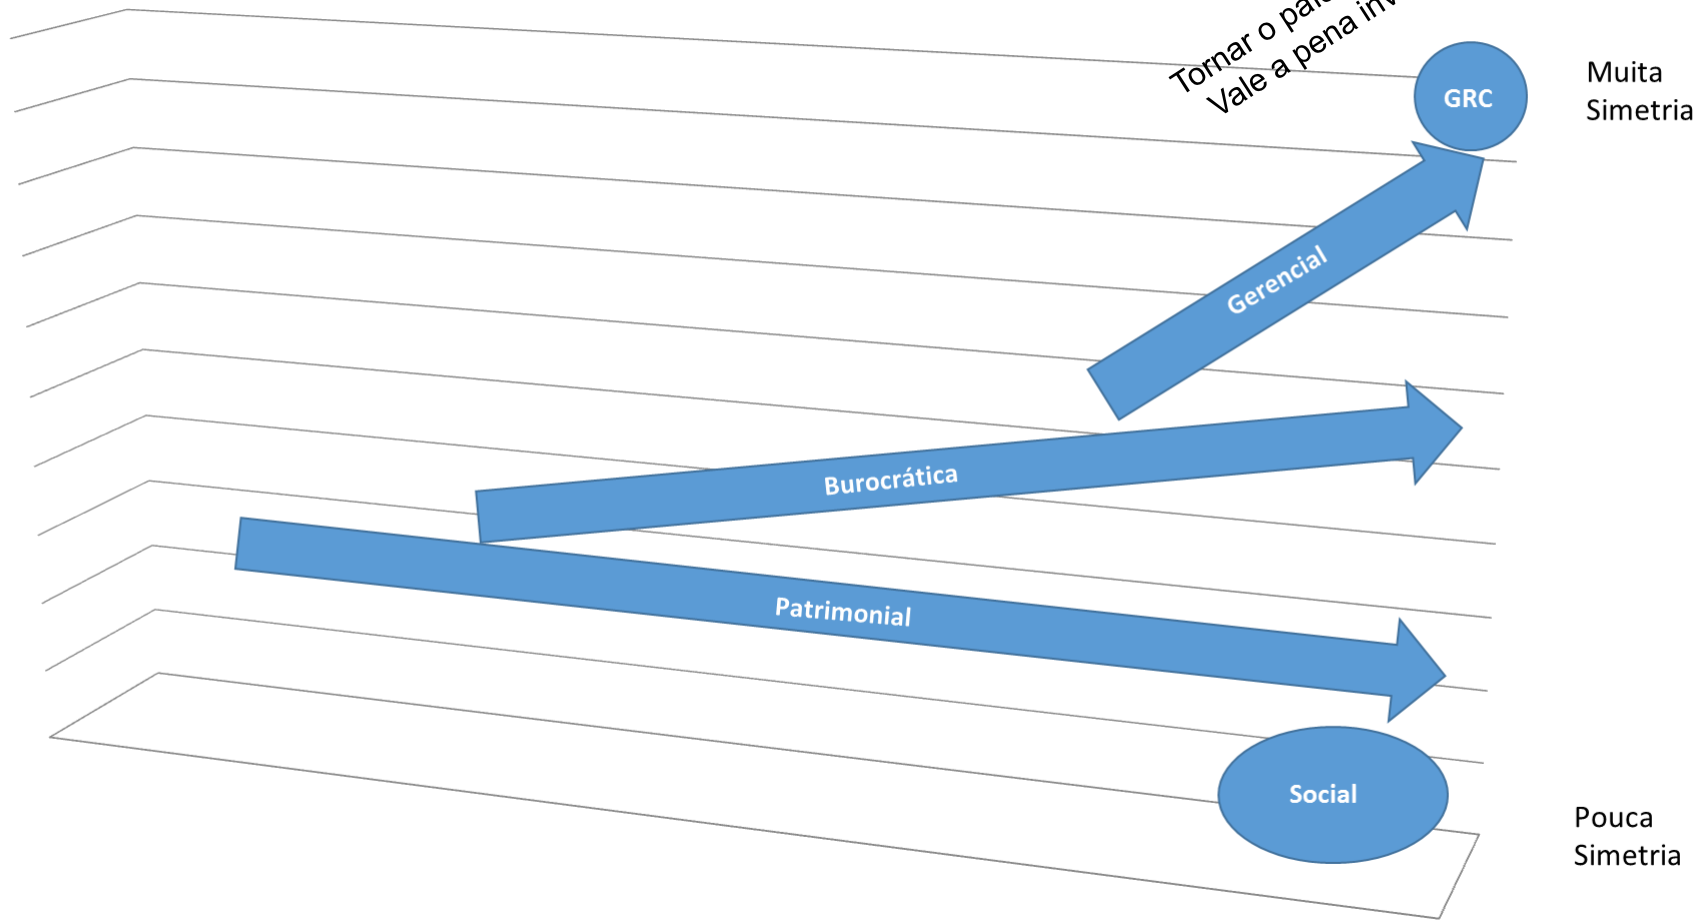 Tornar o
Vale a pena
GRC
Muita
Simetria
Gerencial
Burocrática
Patrimonial
Social
Pouca
Simetria